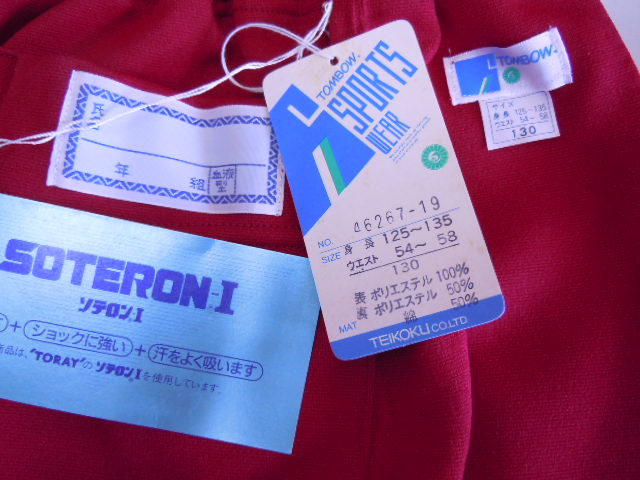 氏名
年 組 血液型
SOTERON-I
ソテロン-I
+ ショックに強い + 汗をよく吸います
商品は、"TORAY"の ソテロンI を使用しています。
TOMBOW
SPORTS
WEAR
NO. 46267-19
SIZE 身長 125~135
ウエスト 54~ 58
130
表 ポリエステル 100%
裏 ポリエステル 50%
MAT 綿 50%
TEIKOKU CO.LTD
TOMBOW
サイズ
身長 125-135
ウエスト 54-58
130